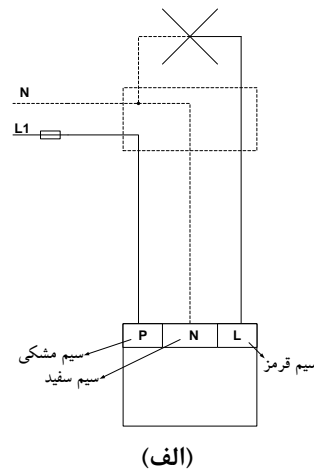 N
L1
P N L
سیم مشکی
سیم سفید
سیم قرمز
(الف)